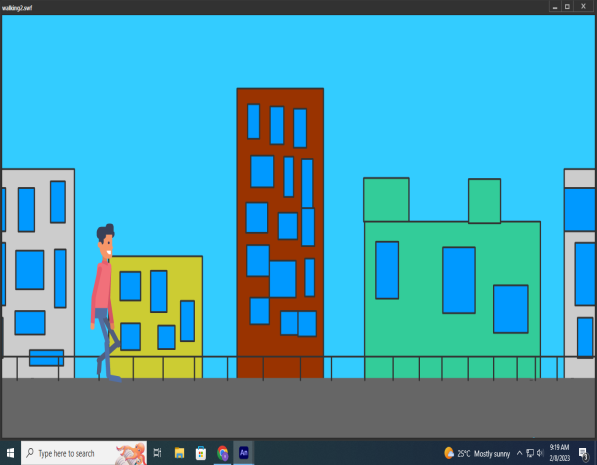 walking2.swf
Type here to search
An
25°C Mostly sunny
9:19 AM
2/8/2023